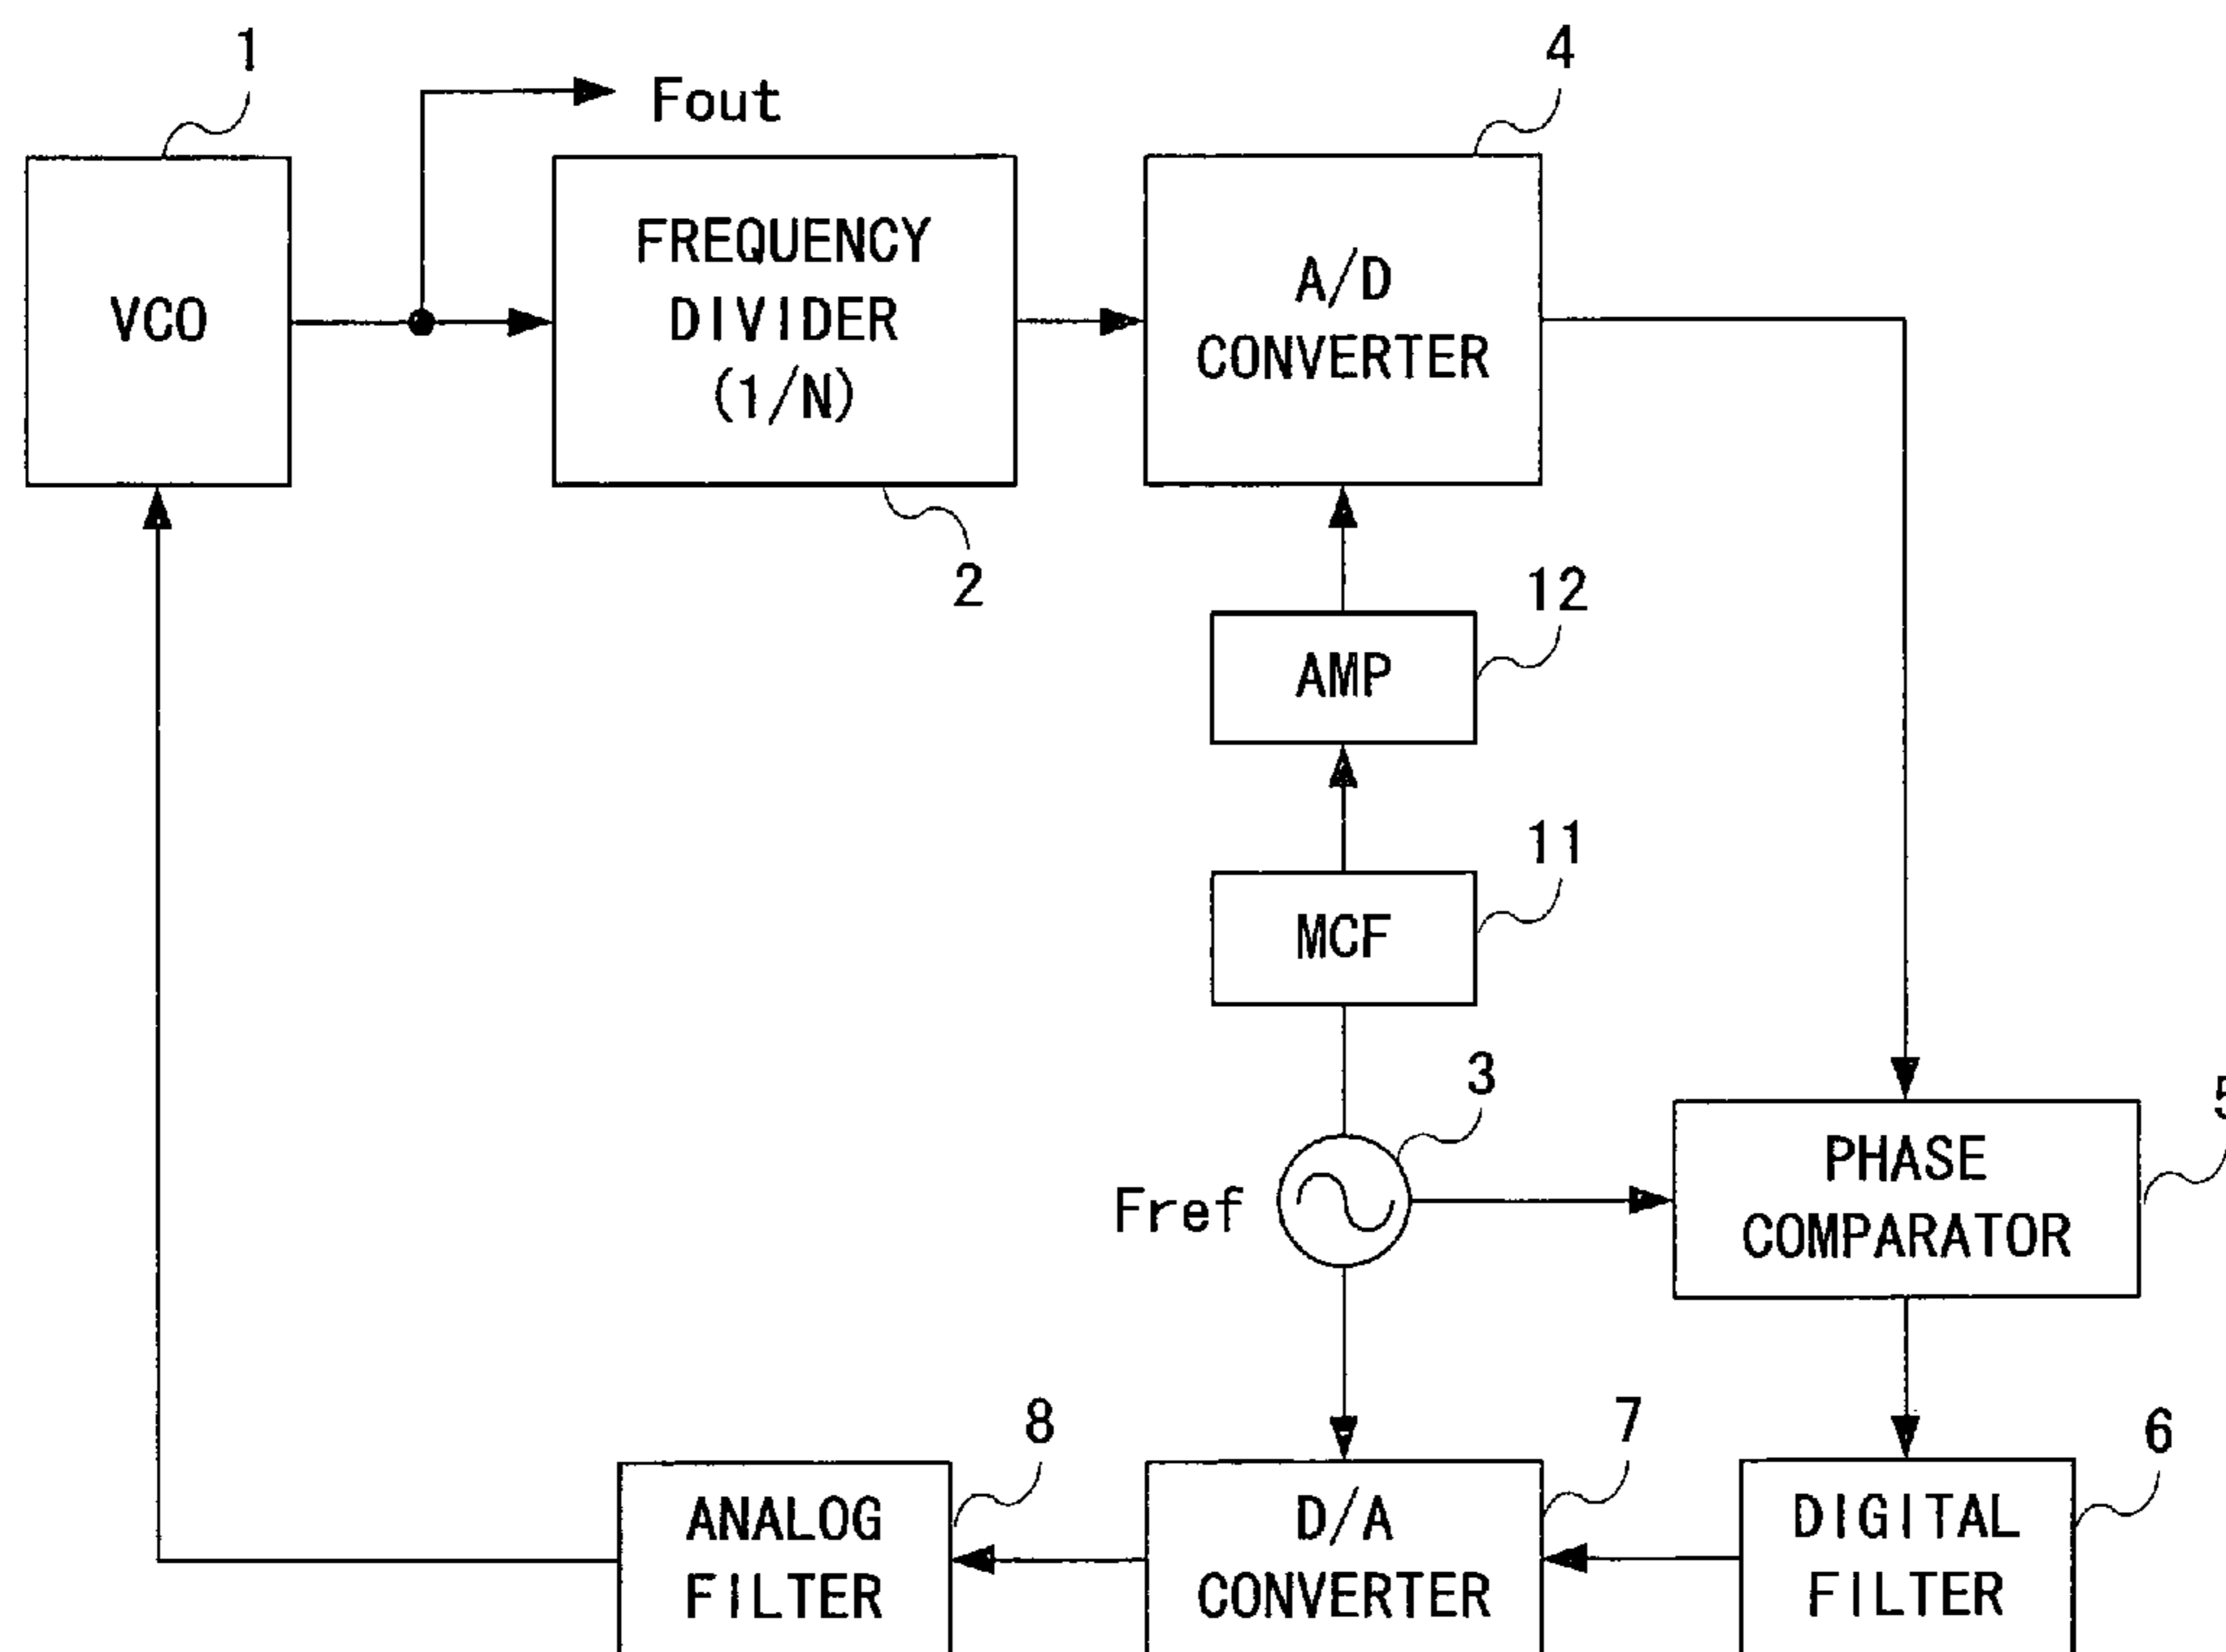 1
Fout
4
VCO
FREQUENCY
DIVIDER
(1/N)
A/D
CONVERTER
2
12
AMP
11
MCF
3
Fref
5
PHASE
COMPARATOR
8
7
6
ANALOG
FILTER
D/A
CONVERTER
DIGITAL
FILTER